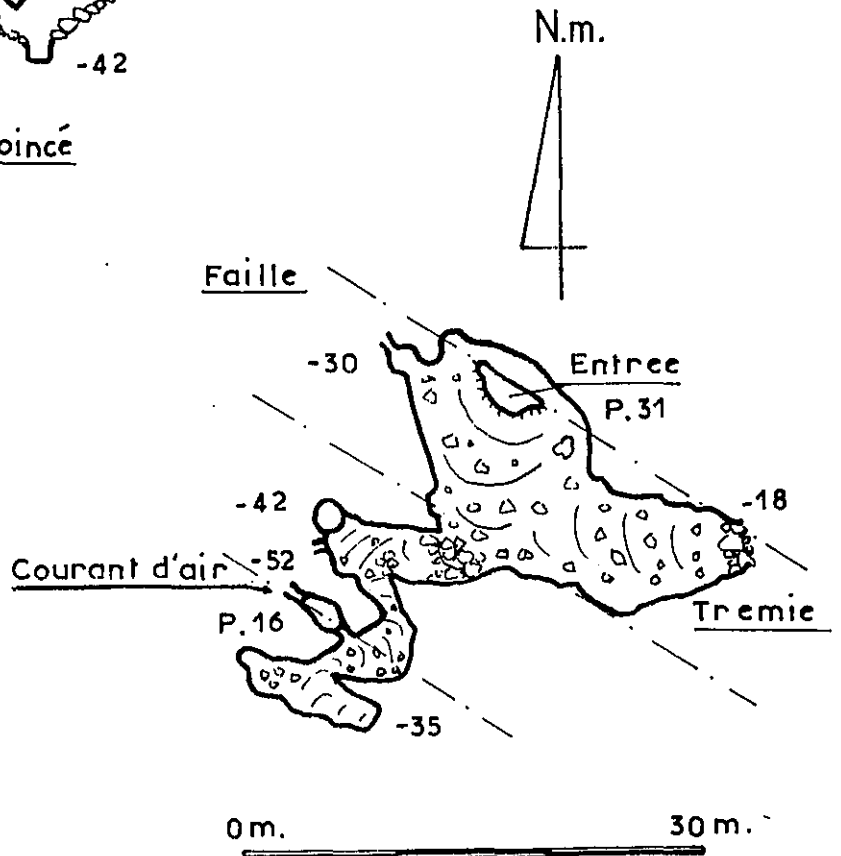 -42
oincé
N.m.
Faille
-30
Entree
P.31
-42
-18
-52
Courant d'air
P.16
Tremie
-35
0m.
30m.